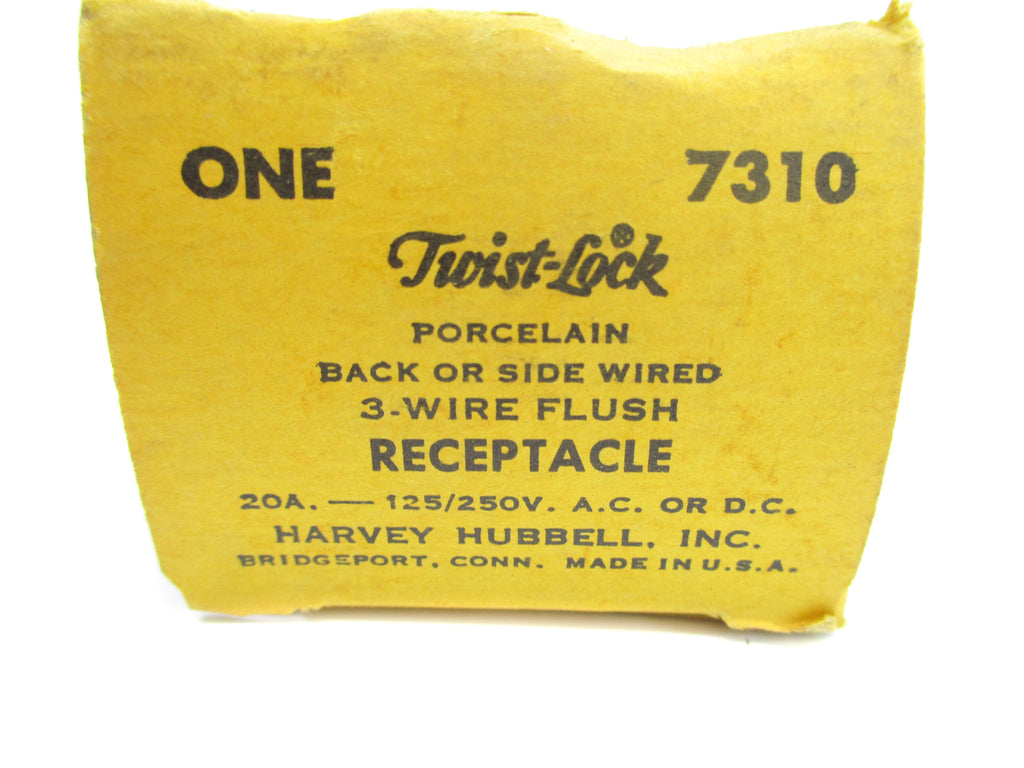 ONE 7310
Twist-Lock®
PORCELAIN
BACK OR SIDE WIRED
3-WIRE FLUSH
RECEPTACLE
20A. — 125/250V. A.C. OR D.C.
HARVEY HUBBELL, INC.
BRIDGEPORT, CONN. MADE IN U.S.A.